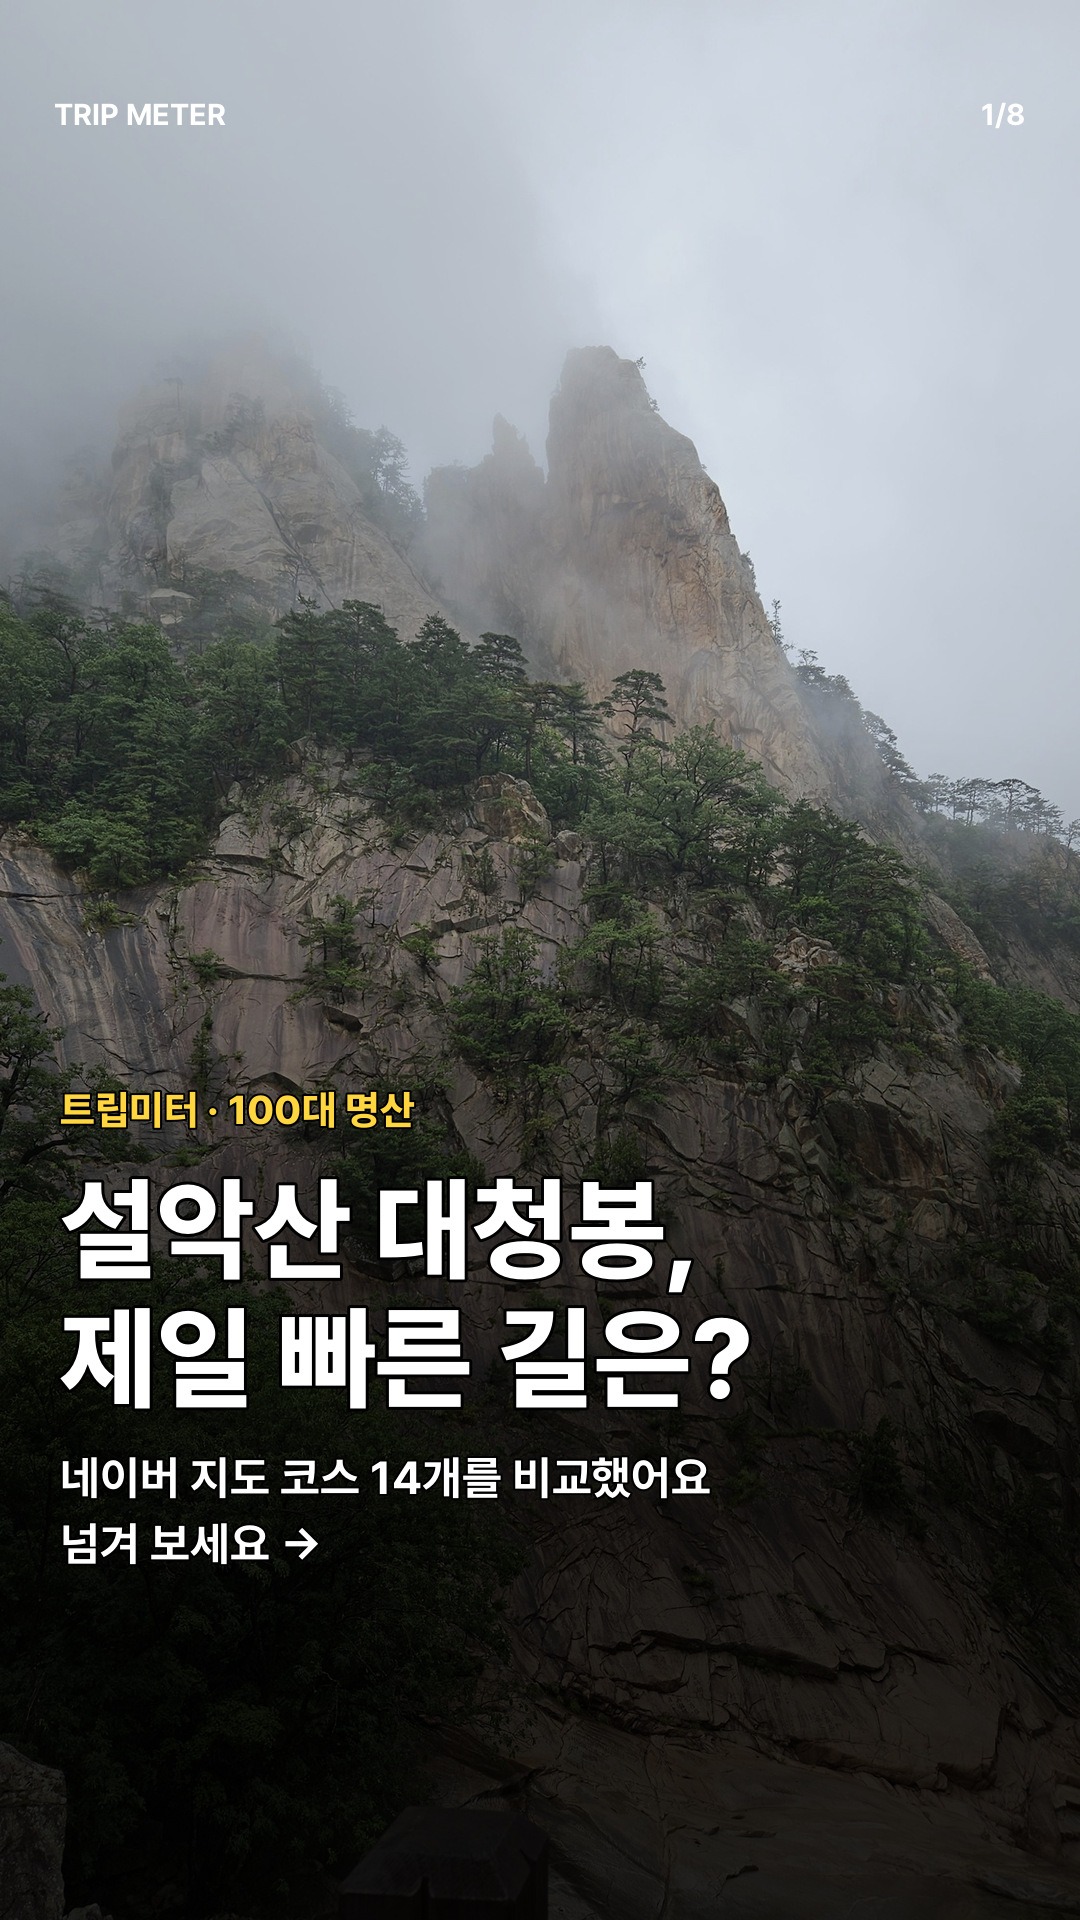 TRIP METER
1/8
트립미터 · 100대 명산
설악산 대청봉,
제일 빠른 길은?
네이버 지도 코스 14개를 비교했어요
넘겨 보세요 →